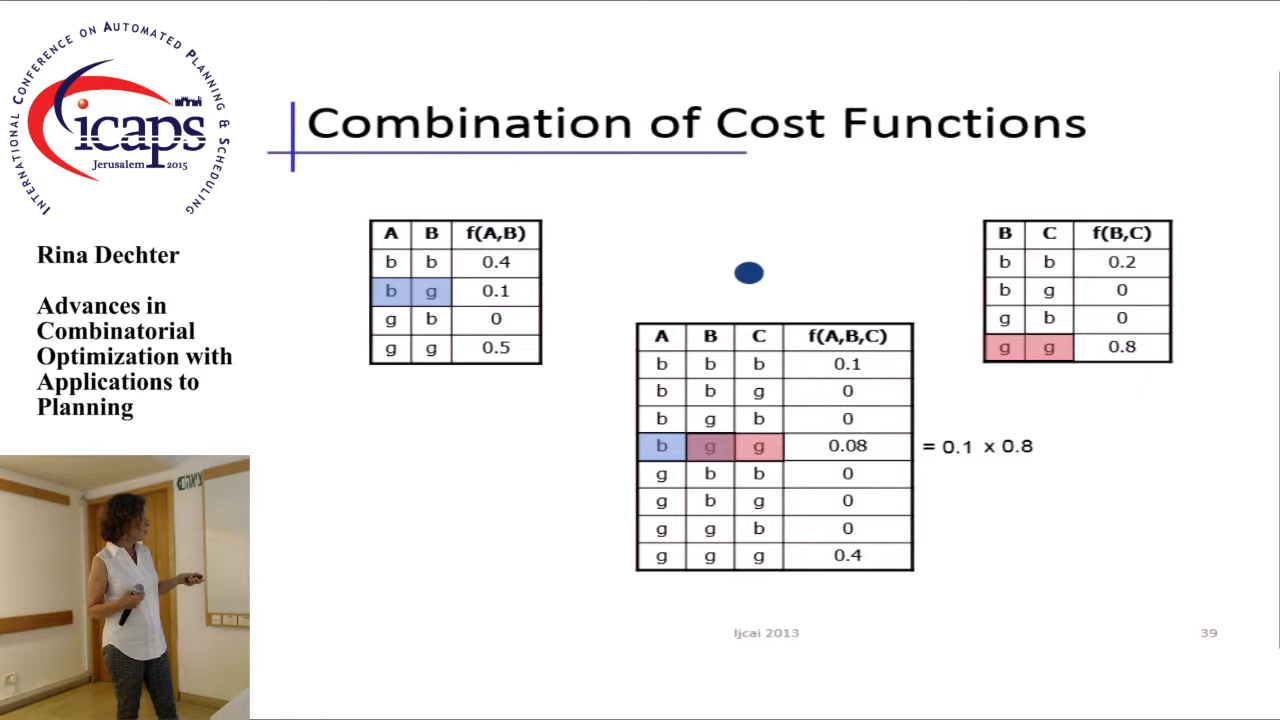 INTERNATIONAL CONFERENCE ON AUTOMATED PLANNING & SCHEDULING
icaps
Jerusalem 2015
Rina Dechter
Advances in
Combinatorial
Optimization with
Applications to
Planning
Combination of Cost Functions
A B f(A,B)
b b 0.4
b g 0.1
g b 0
g g 0.5
B C f(B,C)
b b 0.2
b g 0
g b 0
g g 0.8
A B C f(A,B,C)
b b b 0.1
b b g 0
b g b 0
b g g 0.08 = 0.1 x 0.8
g b b 0
g b g 0
g g b 0
g g g 0.4
Ijcai 2013
39